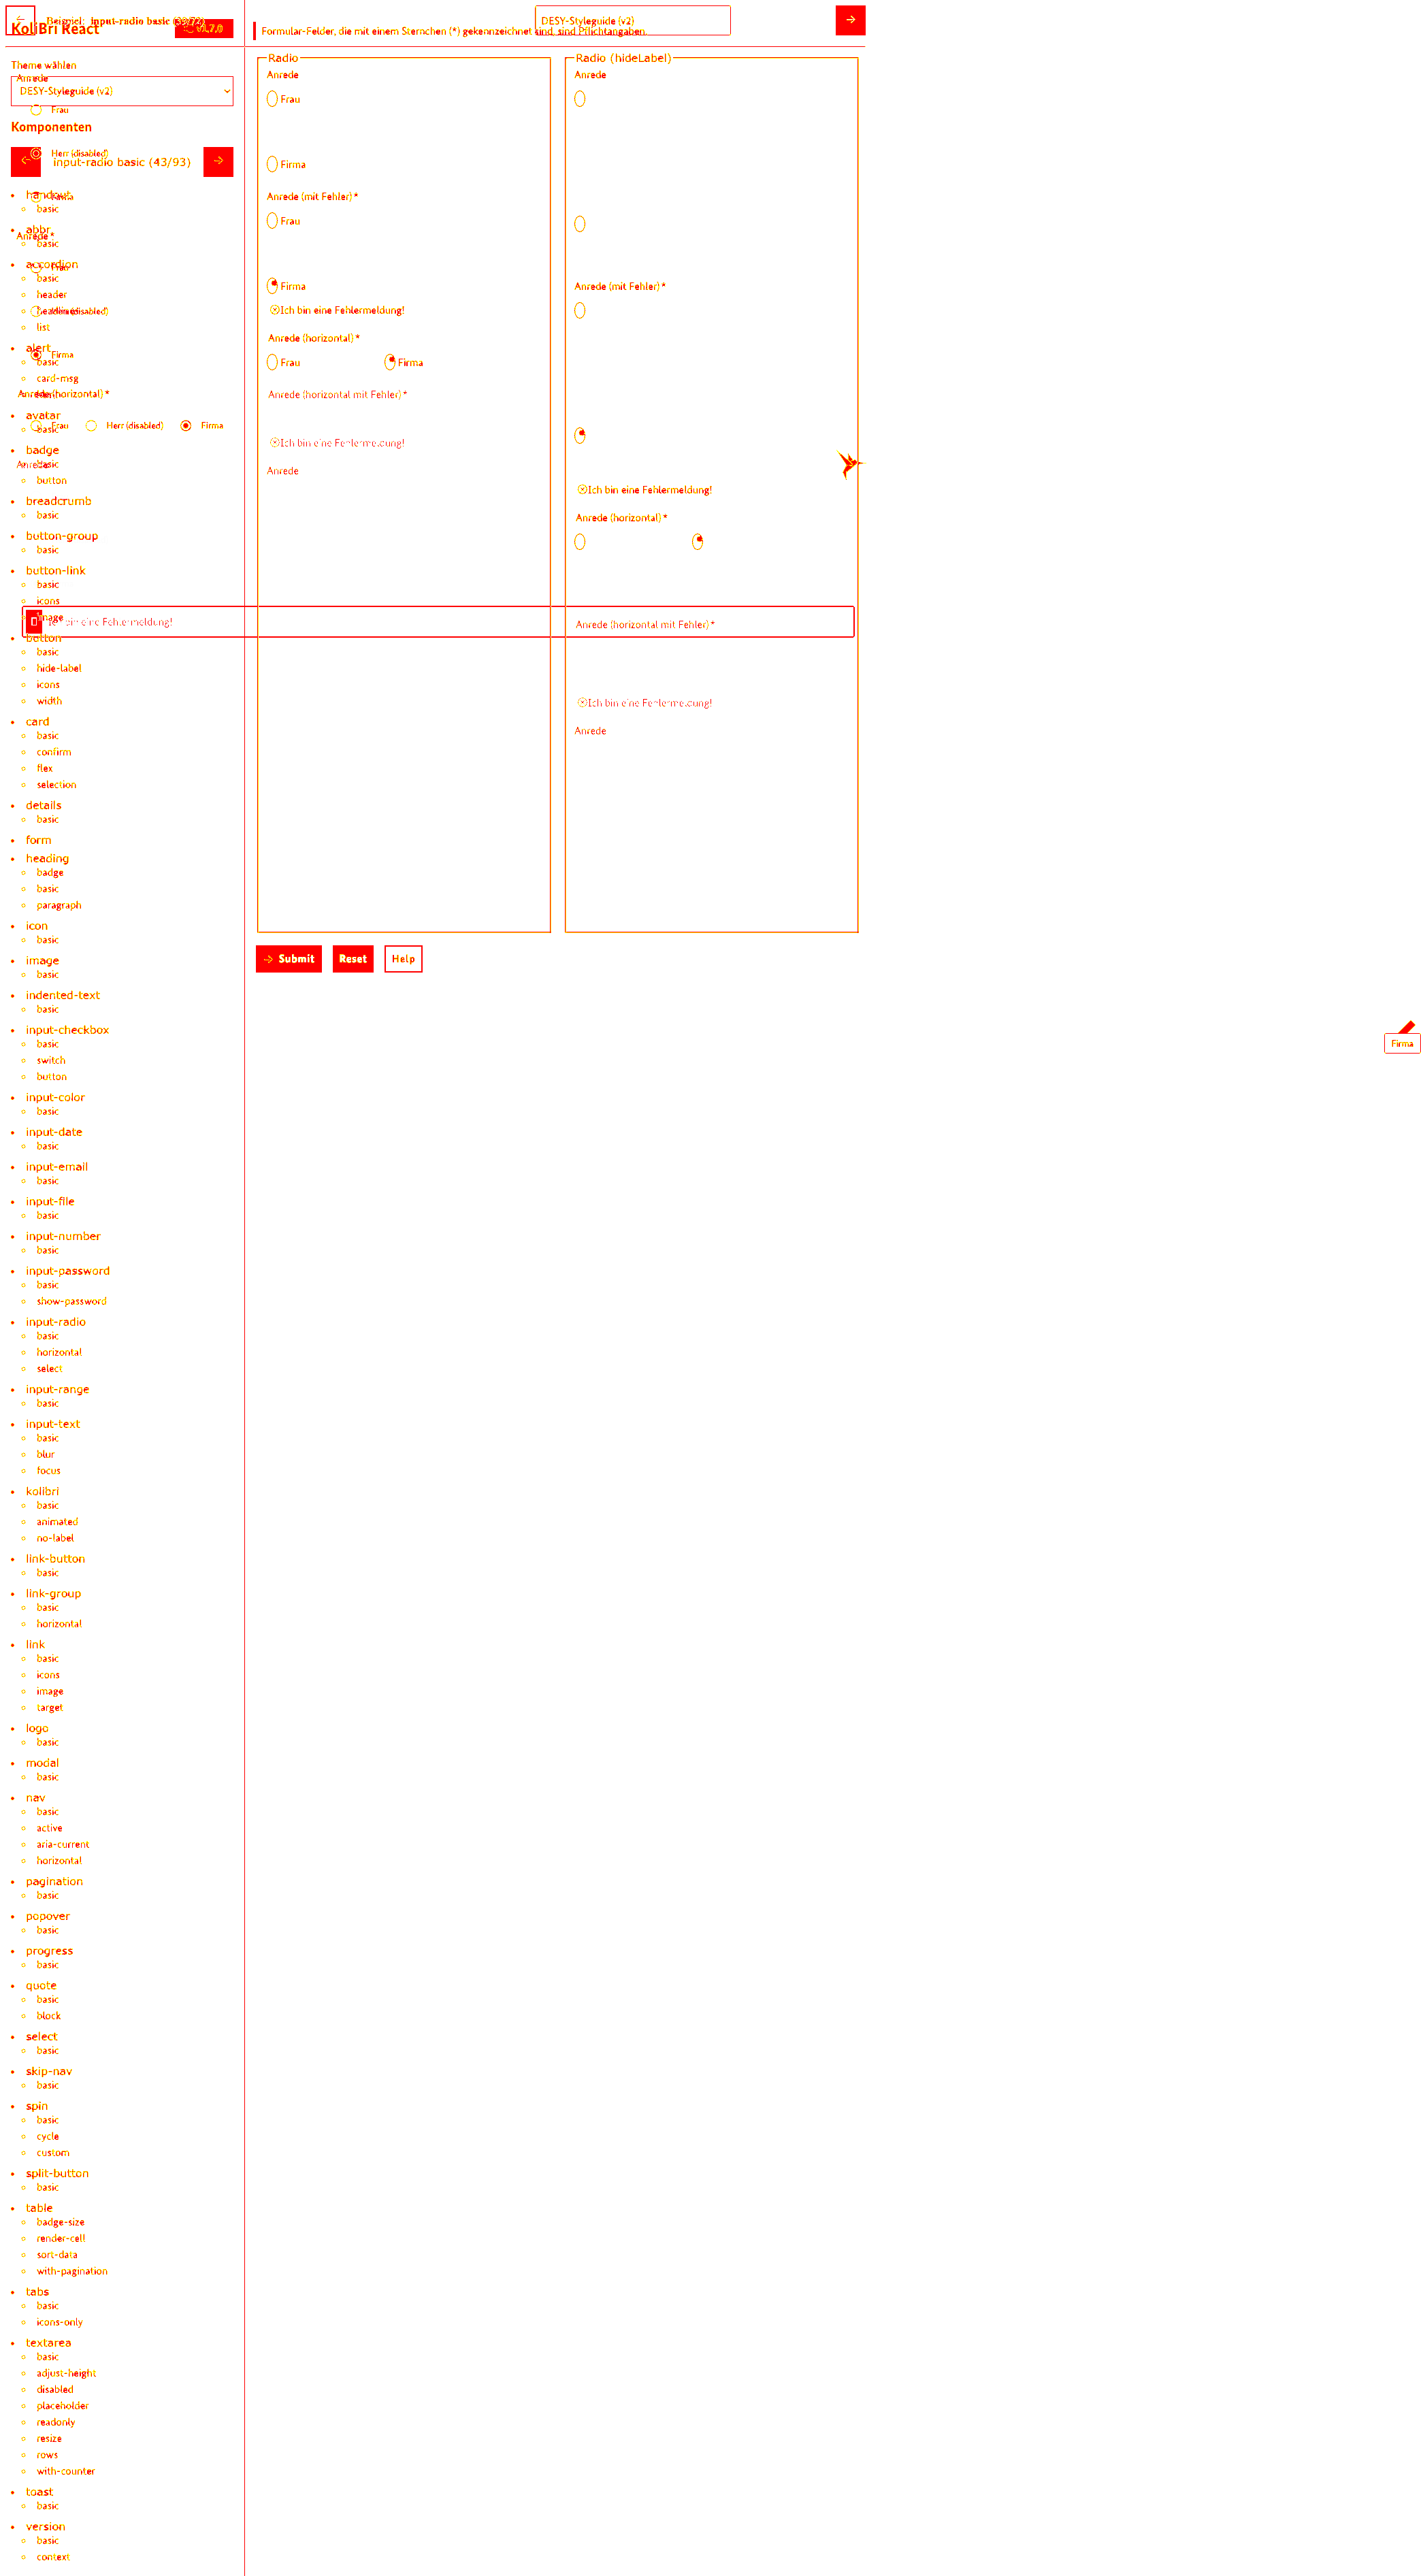 Beispiel: input-radio basic (39/72)
KoliBri React
v1.7.0
Formular-Felder, die mit einem Sternchen (*) gekennzeichnet sind, sind Pflichtangaben.
DESY-Styleguide (v2)
Theme wählen
Anrede
DESY-Styleguide (v2)
Frau
Komponenten
Herr (disabled)
input-radio basic (43/93)
handout
Firma
basic
abbr
Anrede *
basic
accordion
Frau
basic
header
headlines
Herr (disabled)
list
alert
Firma
basic
card-msg
Anrede (horizontal) *
avatar
basic
Frau
Herr (disabled)
Firma
badge
basic
Anrede
button
breadcrumb
basic
button-group
basic
button-link
basic
icons
image
Ich bin eine Fehlermeldung!
button
basic
hide-label
icons
width
card
basic
confirm
flex
selection
details
basic
form
heading
badge
basic
paragraph
icon
basic
image
basic
indented-text
basic
input-checkbox
basic
switch
button
input-color
basic
input-date
basic
input-email
basic
input-file
basic
input-number
basic
input-password
basic
show-password
input-radio
basic
horizontal
select
input-range
basic
input-text
basic
blur
focus
kolibri
basic
animated
no-label
link-button
basic
link-group
basic
horizontal
link
basic
icons
image
target
logo
basic
modal
basic
nav
basic
active
aria-current
horizontal
pagination
basic
popover
basic
progress
basic
quote
basic
block
select
basic
skip-nav
basic
spin
basic
cycle
custom
split-button
basic
table
badge-size
render-cell
sort-data
with-pagination
tabs
basic
icons-only
textarea
basic
adjust-height
disabled
placeholder
readonly
resize
rows
with-counter
toast
basic
version
basic
context
Radio
Anrede
Frau
Firma
Anrede (mit Fehler) *
Frau
Firma
Ich bin eine Fehlermeldung!
Anrede (horizontal) *
Frau
Firma
Anrede (horizontal mit Fehler) *
Ich bin eine Fehlermeldung!
Anrede
Radio (hideLabel)
Anrede
Anrede (mit Fehler) *
Ich bin eine Fehlermeldung!
Anrede (horizontal) *
Anrede (horizontal mit Fehler) *
Ich bin eine Fehlermeldung!
Anrede
Submit
Reset
Help
Firma